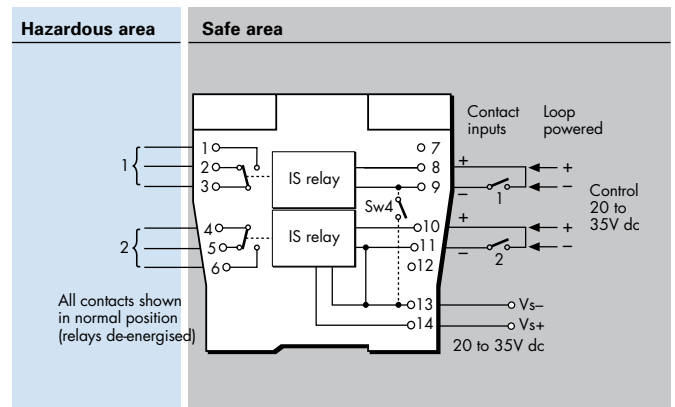 Hazardous area
Safe area
Contact inputs
Loop powered
1
1
2
3
IS relay
7
8
9
+
–
1
+
–
Control 20 to 35V dc
Sw4
2
4
5
6
IS relay
10
11
12
+
–
2
+
–
All contacts shown
in normal position
(relays de-energised)
13
14
Vs–
Vs+
20 to 35V dc